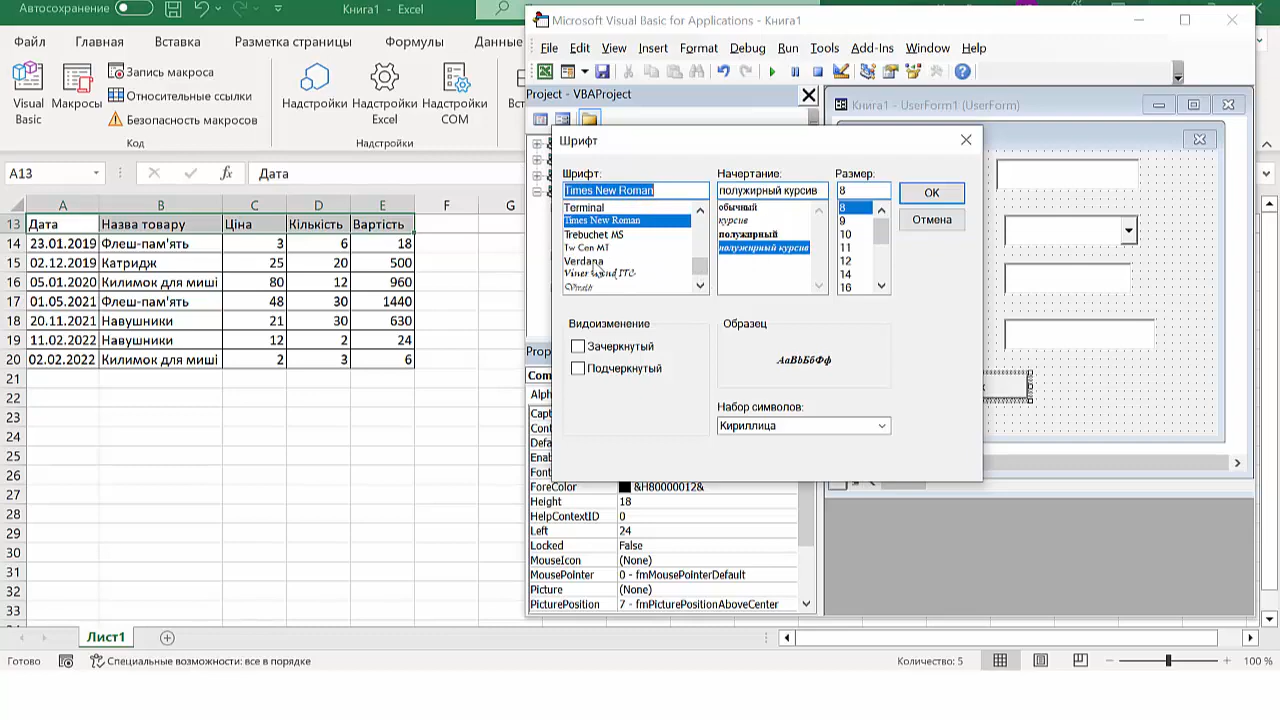 Автосохранение
Книга1 - Excel
Файл
Главная
Вставка
Разметка страницы
Формулы
Данные
Visual Basic
Макросы
Запись макроса
Относительные ссылки
Безопасность макросов
Код
Надстройки
Надстройки Excel
Надстройки COM
Надстройки
A13
fx
Дата
A B C D E F G
13 Дата Назва товару Ціна Кількість Вартість
14 23.01.2019 Флеш-пам'ять 3 6 18
15 02.12.2019 Катридж 25 20 500
16 05.01.2020 Килимок для миші 80 12 960
17 01.05.2021 Флеш-пам'ять 48 30 1440
18 20.11.2021 Навушники 21 30 630
19 11.02.2022 Навушники 12 2 24
20 02.02.2022 Килимок для миші 2 3 6
21
22
23
24
25
26
27
28
29
30
31
32
33
Лист1
Готово
Специальные возможности: все в порядке
Количество: 5
100 %
Microsoft Visual Basic for Applications - Книга1
File Edit View Insert Format Debug Run Tools Add-Ins Window Help
Project - VBAProject
Книга1 - UserForm1 (UserForm)
Шрифт
Шрифт:
Times New Roman
Terminal
Times New Roman
Trebuchet MS
Tw Cen MT
Verdana
Viner Hand ITC
Начертание:
полужирный курсив
обычный
курсив
полужирный
полужирный курсив
Размер:
8
8
9
10
11
12
14
16
OK
Отмена
Видоизменение
Зачеркнутый
Подчеркнутый
Образец
АаВbБбФф
Набор символов:
Кириллица
Prop
Com
Alph
Capt
Cont
Defa
Enab
Font
ForeColor &H80000012&
Height 18
HelpContextID 0
Left 24
Locked False
MouseIcon (None)
MousePointer 0 - fmMousePointerDefault
Picture (None)
PicturePosition 7 - fmPicturePositionAboveCenter